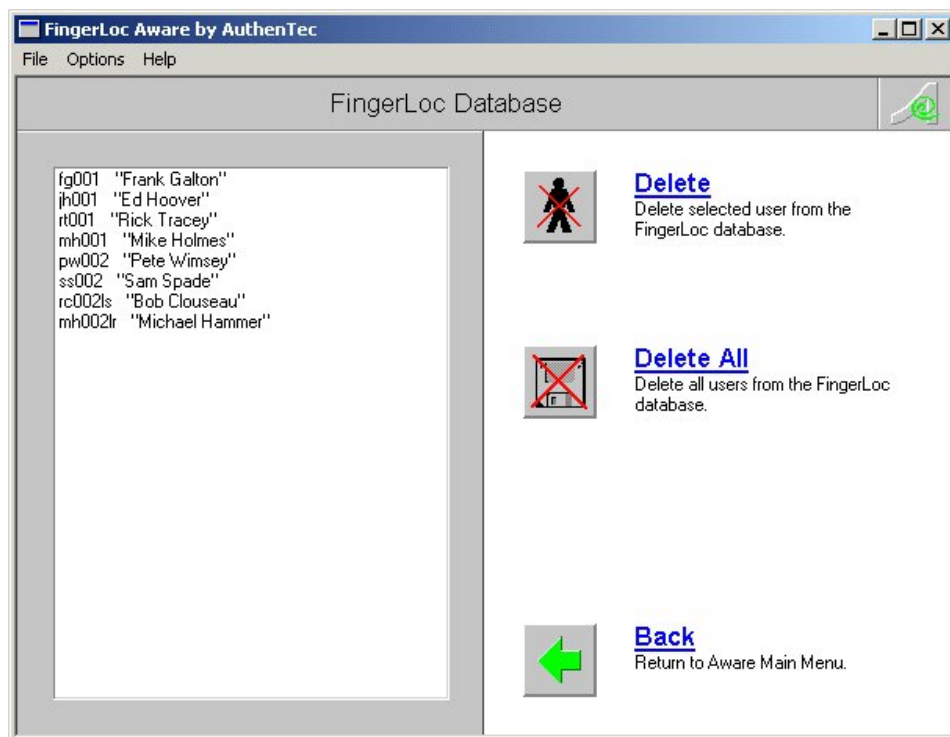 FingerLoc Aware by AuthenTec
File Options Help
FingerLoc Database
fg001 "Frank Galton"
jh001 "Ed Hoover"
rt001 "Rick Tracey"
mh001 "Mike Holmes"
pw002 "Pete Wimsey"
ss002 "Sam Spade"
rc002ls "Bob Clouseau"
mh002lr "Michael Hammer"
Delete
Delete selected user from the
FingerLoc database.
Delete All
Delete all users from the FingerLoc
database.
Back
Return to Aware Main Menu.